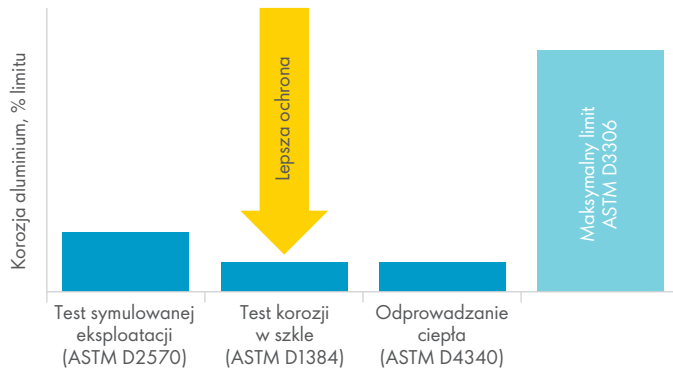 Korozja aluminium, % limitu
Lepsza ochrona
Maksymalny limit
ASTM D3306
Test symulowanej
eksploatacji
(ASTM D2570)
Test korozji
w szkle
(ASTM D1384)
Odprowadzanie
ciepła
(ASTM D4340)